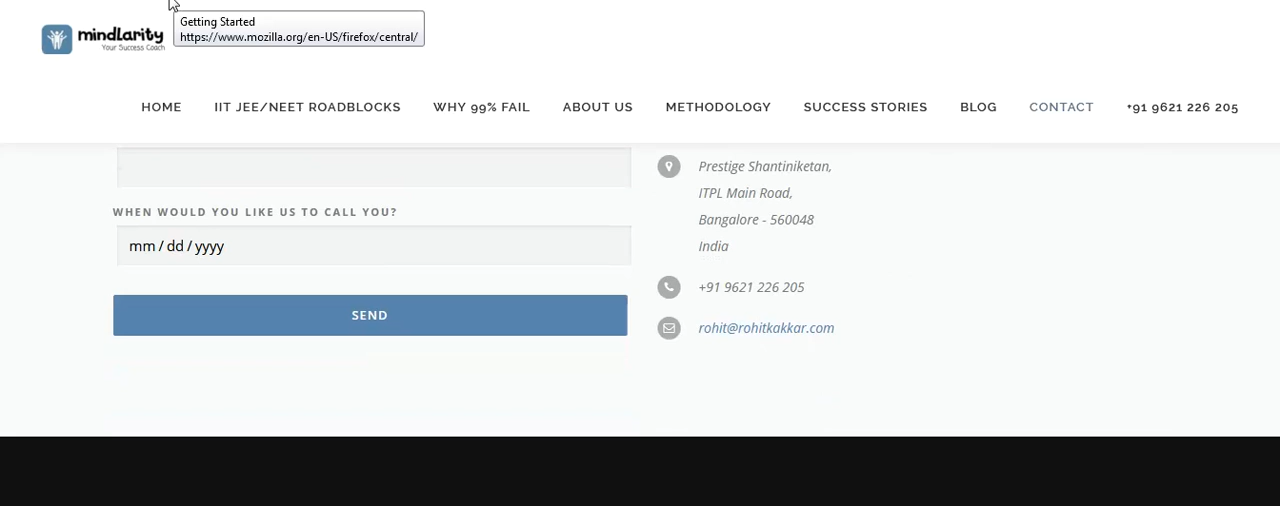 Getting Started
https://www.mozilla.org/en-US/firefox/central/
mindlarity
Your Success Coach
HOME IIT JEE/NEET ROADBLOCKS WHY 99% FAIL ABOUT US METHODOLOGY SUCCESS STORIES BLOG CONTACT +91 9621 226 205
Prestige Shantiniketan,
ITPL Main Road,
Bangalore - 560048
India
WHEN WOULD YOU LIKE US TO CALL YOU?
mm / dd / yyyy
SEND
+91 9621 226 205
rohit@rohitkakkar.com